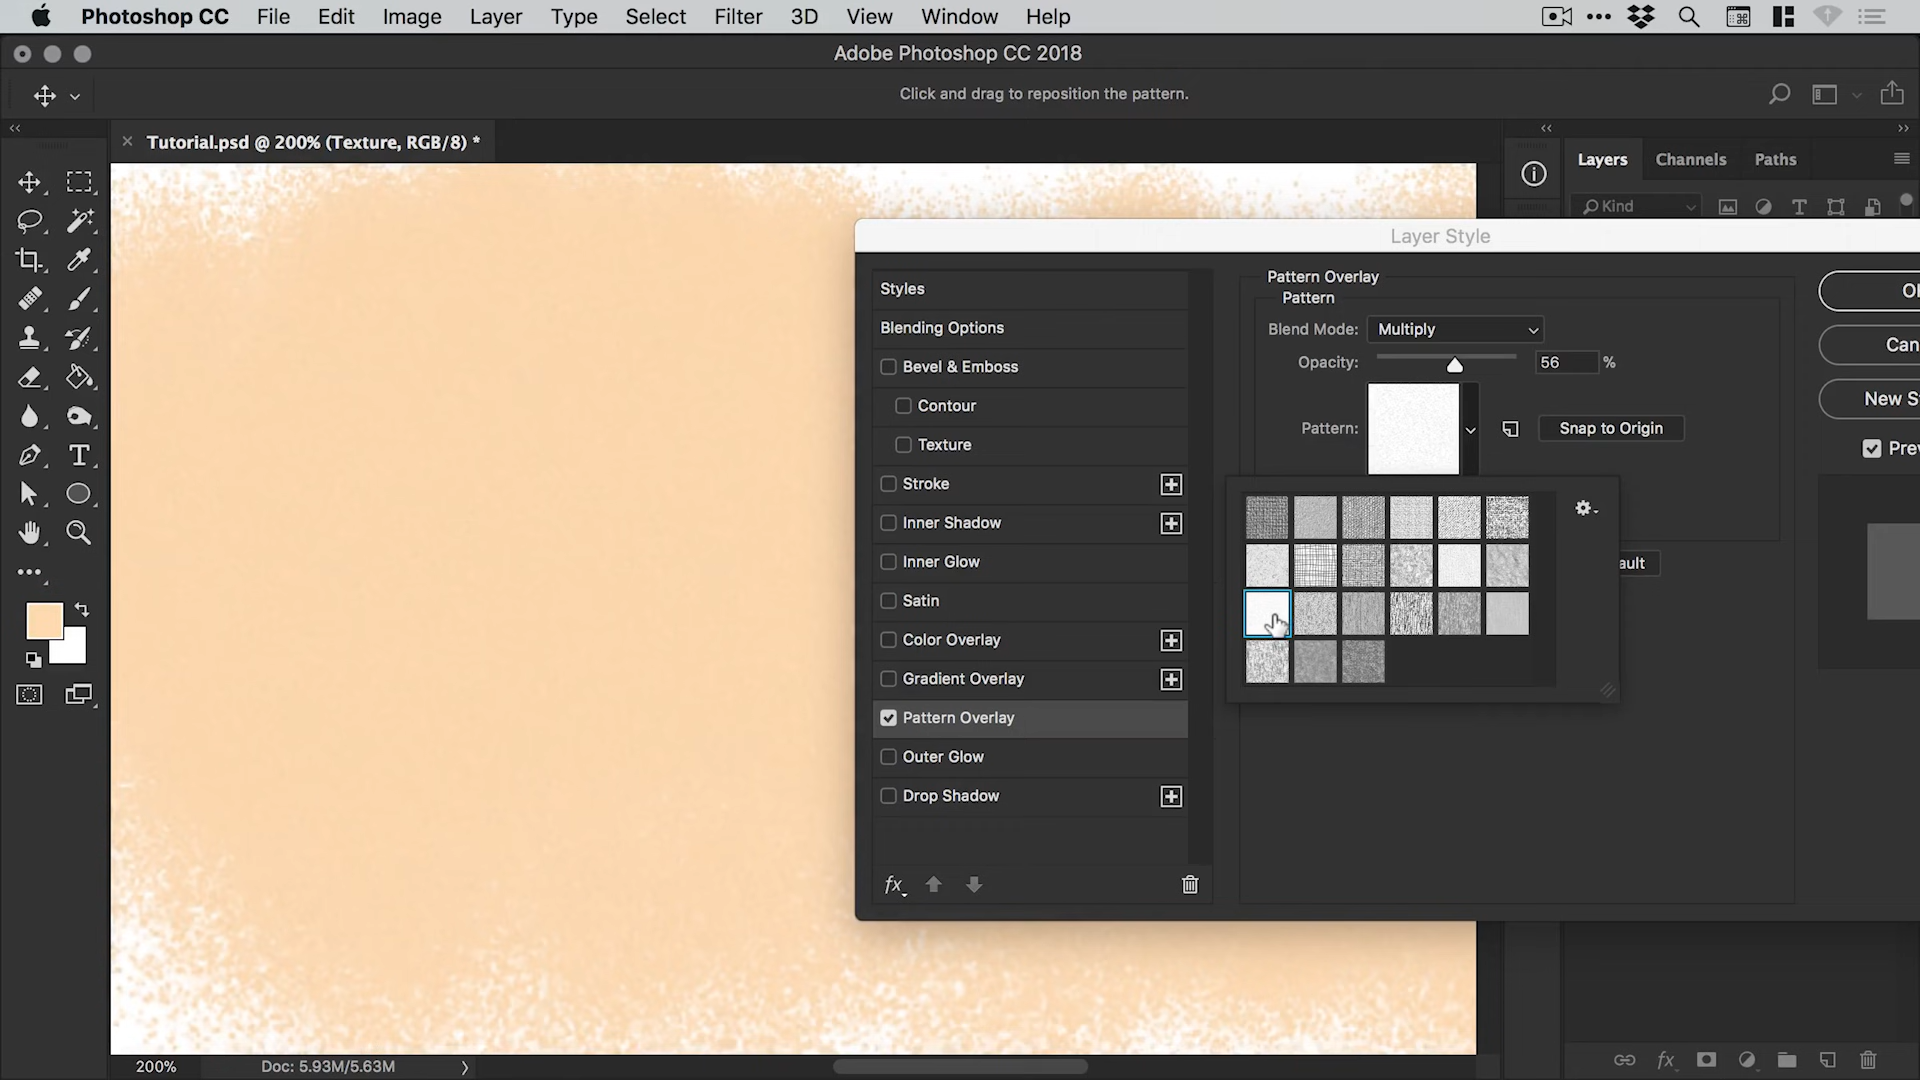 Photoshop CC File Edit Image Layer Type Select Filter 3D View Window Help
Adobe Photoshop CC 2018
Click and drag to reposition the pattern.
Tutorial.psd @ 200% (Texture, RGB/8) *
Layers Channels Paths
Kind
Layer Style
Styles
Blending Options
Bevel & Emboss
Contour
Texture
Stroke
Inner Shadow
Inner Glow
Satin
Color Overlay
Gradient Overlay
Pattern Overlay
Outer Glow
Drop Shadow
fx
Pattern Overlay
Pattern
Blend Mode: Multiply
Opacity: 56 %
Pattern: Snap to Origin
ault
Can
New S
Prev
200% Doc: 5.93M/5.63M
fx